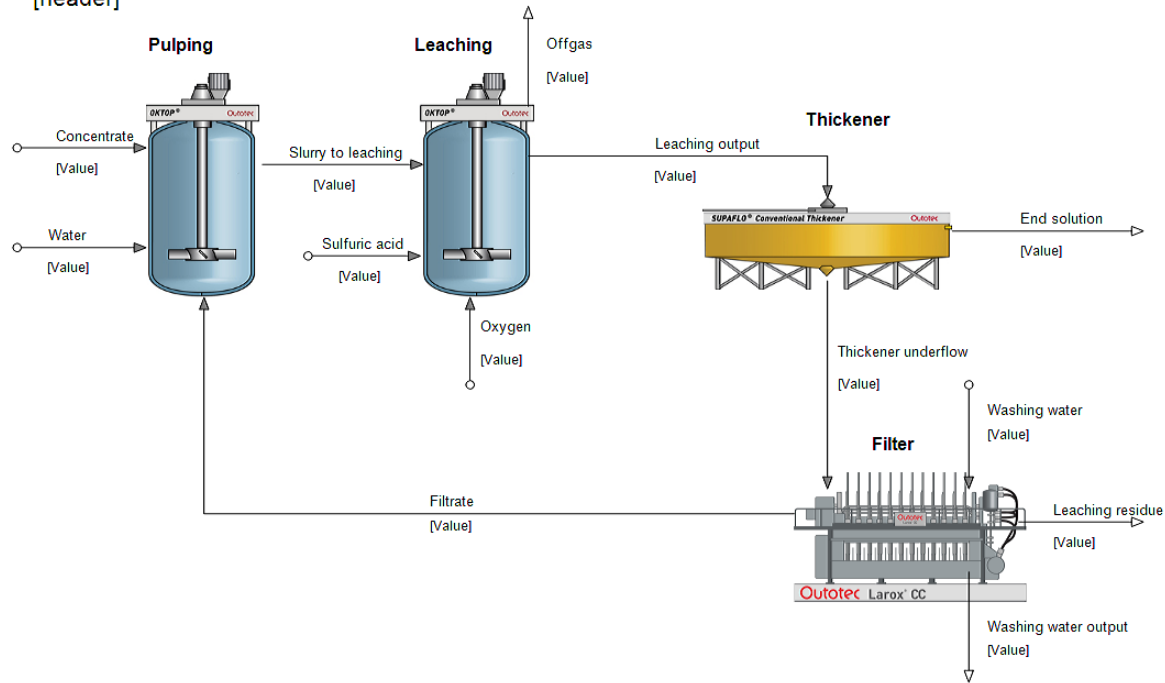 [header]
Pulping
Leaching
Offgas
[Value]
OKTOP® Outotec
OKTOP® Outotec
Thickener
Concentrate
[Value]
Slurry to leaching
[Value]
Leaching output
[Value]
SUPAFLO® Conventional Thickener Outotec
End solution
[Value]
Water
[Value]
Sulfuric acid
[Value]
Oxygen
[Value]
Thickener underflow
[Value]
Washing water
[Value]
Filter
Filtrate
[Value]
Outotec
Leaching residue
[Value]
Outotec Larox® CC
Washing water output
[Value]